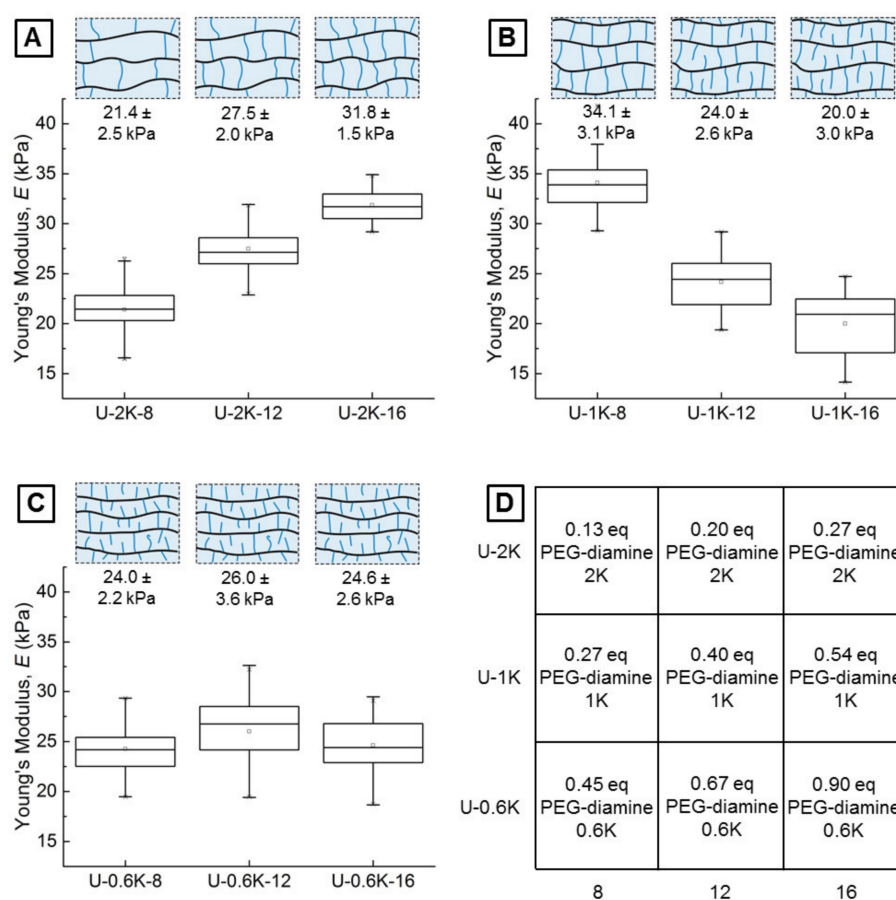 A
21.4 ±
2.5 kPa
27.5 ±
2.0 kPa
31.8 ±
1.5 kPa
Young's Modulus, E (kPa)
40
35
30
25
20
15
U-2K-8
U-2K-12
U-2K-16
B
34.1 ±
3.1 kPa
24.0 ±
2.6 kPa
20.0 ±
3.0 kPa
Young's Modulus, E (kPa)
40
35
30
25
20
15
U-1K-8
U-1K-12
U-1K-16
C
24.0 ±
2.2 kPa
26.0 ±
3.6 kPa
24.6 ±
2.6 kPa
Young's Modulus, E (kPa)
40
35
30
25
20
15
U-0.6K-8
U-0.6K-12
U-0.6K-16
D
U-2K
0.13 eq
PEG-diamine
2K
0.20 eq
PEG-diamine
2K
0.27 eq
PEG-diamine
2K
U-1K
0.27 eq
PEG-diamine
1K
0.40 eq
PEG-diamine
1K
0.54 eq
PEG-diamine
1K
U-0.6K
0.45 eq
PEG-diamine
0.6K
0.67 eq
PEG-diamine
0.6K
0.90 eq
PEG-diamine
0.6K
8
12
16